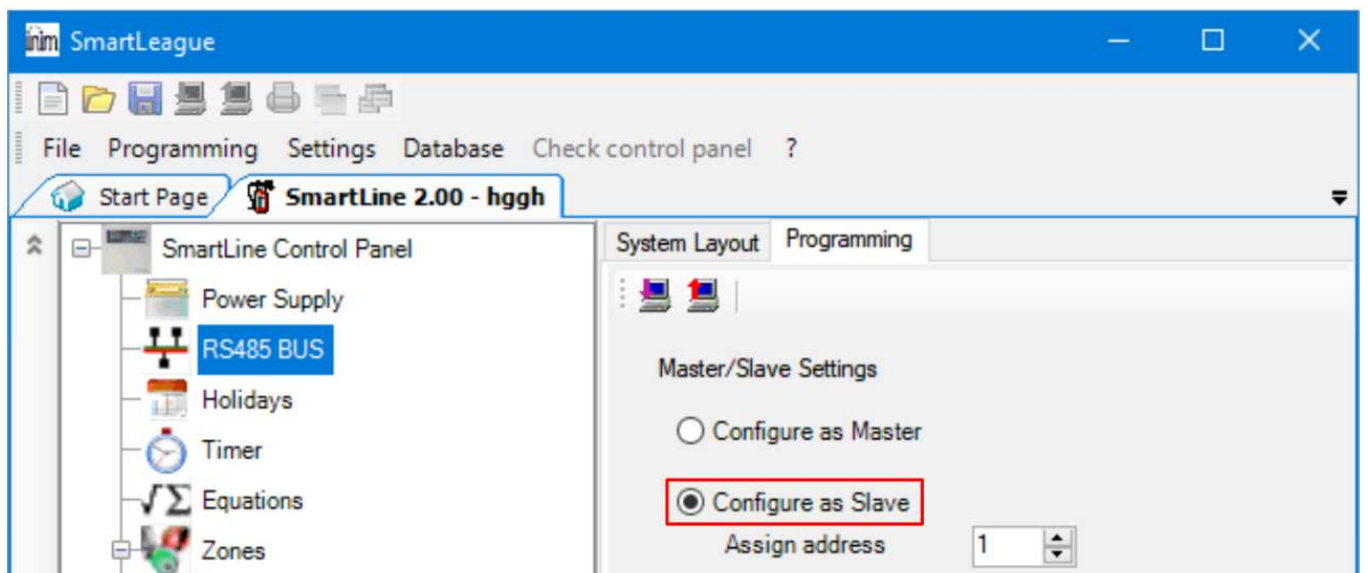 inim SmartLeague
File Programming Settings Database Check control panel ?
Start Page SmartLine 2.00 - hggh
SmartLine Control Panel
Power Supply
RS485 BUS
Holidays
Timer
√Σ Equations
Zones
System Layout Programming
Master/Slave Settings
Configure as Master
Configure as Slave
Assign address 1